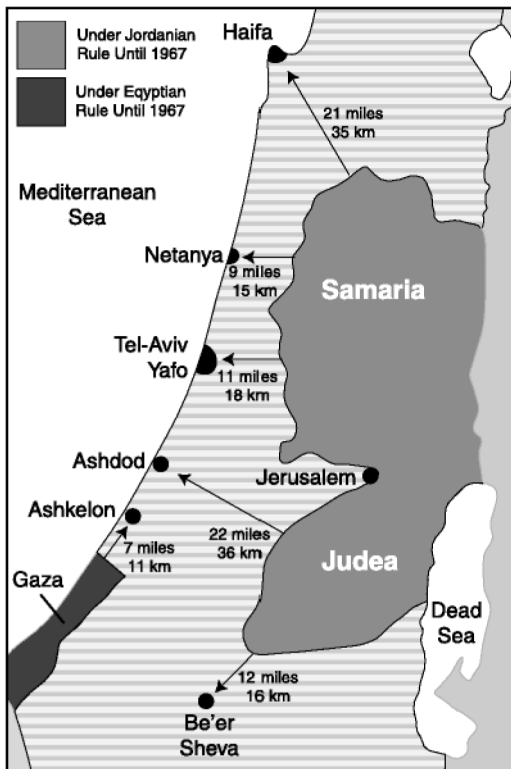 Under Jordanian
Rule Until 1967
Under Eqyptian
Rule Until 1967
Haifa
21 miles
35 km
Mediterranean
Sea
Netanya
9 miles
15 km
Samaria
Tel-Aviv
Yafo
11 miles
18 km
Ashdod
Jerusalem
Ashkelon
22 miles
36 km
7 miles
11 km
Judea
Gaza
Dead
Sea
12 miles
16 km
Be'er
Sheva